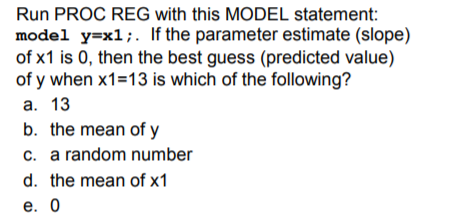 Run PROC REG with this MODEL statement:
model y=x1;. If the parameter estimate (slope)
of x1 is 0, then the best guess (predicted value)
of y when x1=13 is which of the following?
a. 13
b. the mean of y
c. a random number
d. the mean of x1
e. 0